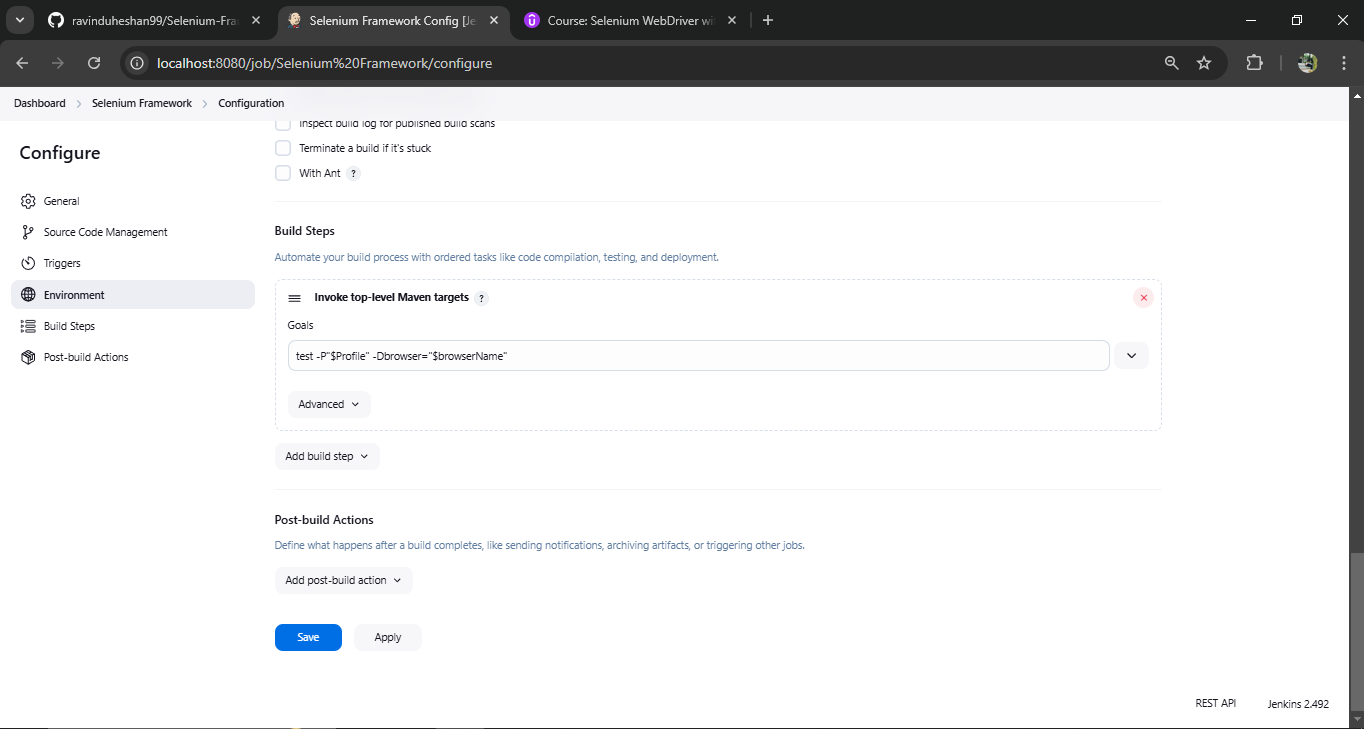 ravinduheshan99/Selenium-Fra
Selenium Framework Config [Je
Course: Selenium WebDriver wi
localhost:8080/job/Selenium%20Framework/configure
Dashboard > Selenium Framework > Configuration
Inspect build log for published build scans
Configure
Terminate a build if it's stuck
With Ant ?
General
Source Code Management
Triggers
Environment
Build Steps
Post-build Actions
Build Steps
Automate your build process with ordered tasks like code compilation, testing, and deployment.
Invoke top-level Maven targets ?
Goals
test -P"$Profile" -Dbrowser="$browserName"
Advanced
Add build step
Post-build Actions
Define what happens after a build completes, like sending notifications, archiving artifacts, or triggering other jobs.
Add post-build action
Save
Apply
REST API
Jenkins 2.492